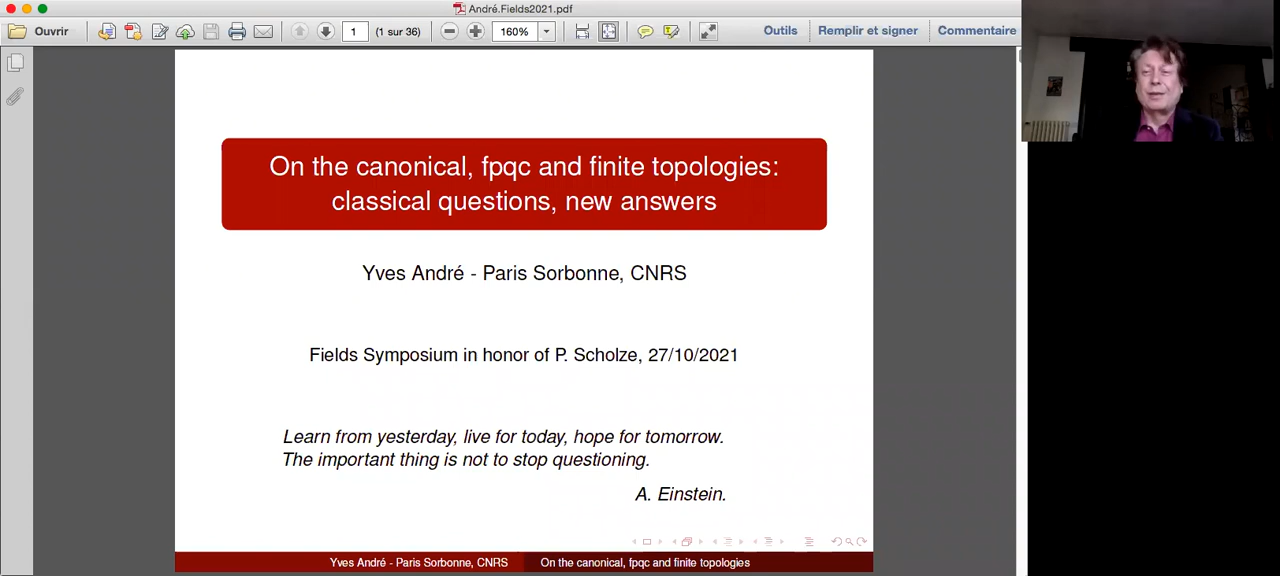 André.Fields2021.pdf
Ouvrir
1
(1 sur 36)
160%
Outils
Remplir et signer
Commentaire
On the canonical, fpqc and finite topologies:
classical questions, new answers
Yves André - Paris Sorbonne, CNRS
Fields Symposium in honor of P. Scholze, 27/10/2021
Learn from yesterday, live for today, hope for tomorrow.
The important thing is not to stop questioning.
A. Einstein.
Yves André - Paris Sorbonne, CNRS
On the canonical, fpqc and finite topologies